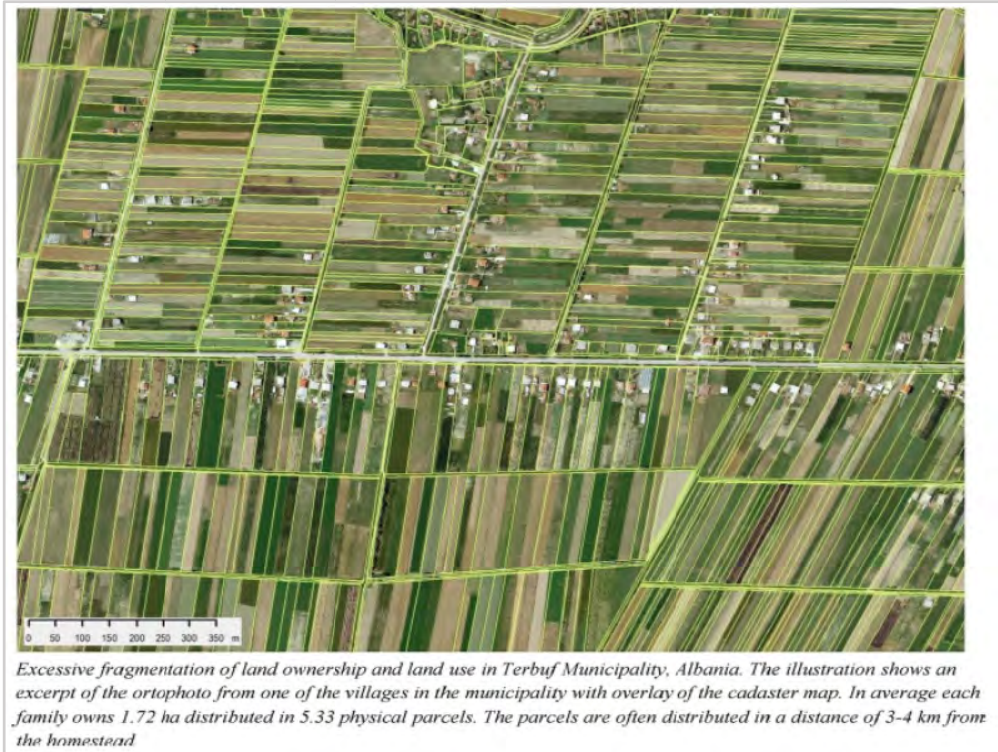 0 50 100 150 200 250 300 350 m
Excessive fragmentation of land ownership and land use in Terbuf Municipality, Albania. The illustration shows an
excerpt of the ortophoto from one of the villages in the municipality with overlay of the cadaster map. In average each
family owns 1.72 ha distributed in 5.33 physical parcels. The parcels are often distributed in a distance of 3-4 km from
the homestead